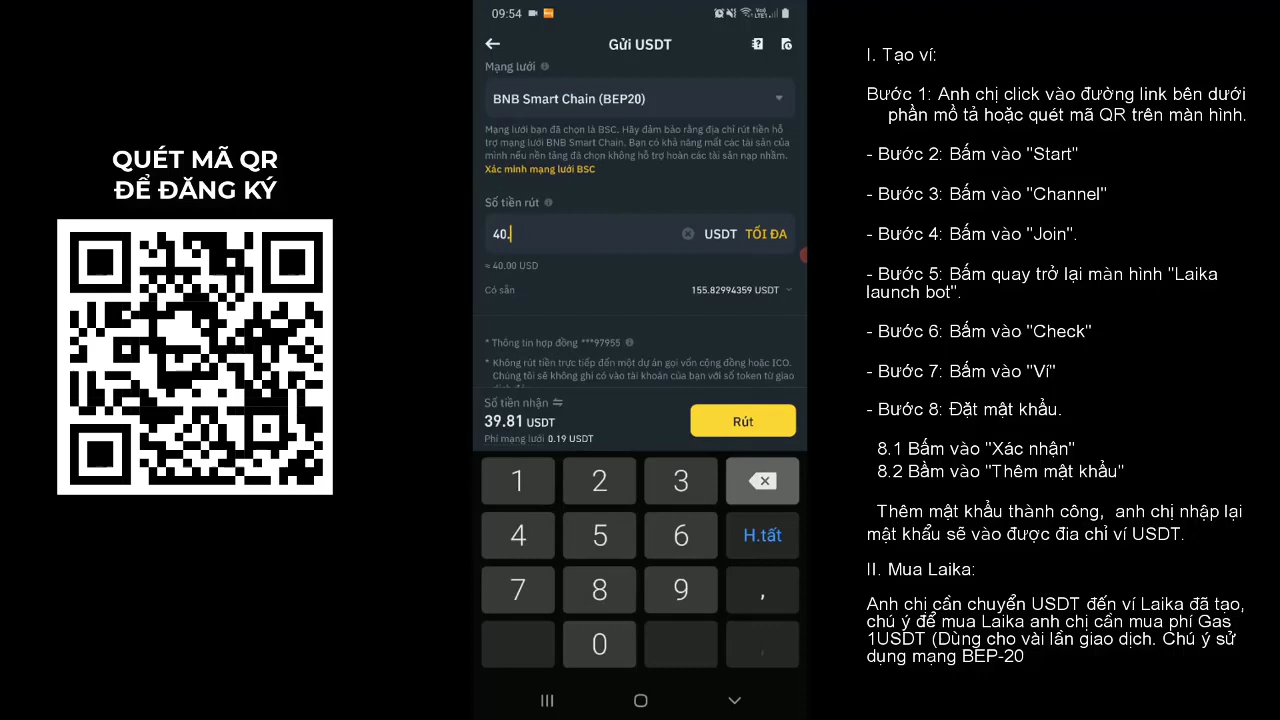 QUÉT MÃ QR
ĐỂ ĐĂNG KÝ
09:54
Gửi USDT
Mạng lưới
BNB Smart Chain (BEP20)
Mạng lưới bạn đã chọn là BSC. Hãy đảm bảo rằng địa chỉ rút tiền hỗ
trợ mạng lưới BNB Smart Chain. Bạn có khả năng mất các tài sản của
mình nếu nền tảng đã chọn không hỗ trợ hoàn các tài sản nạp nhầm.
Xác minh mạng lưới BSC
Số tiền rút
40. USDT TỐI ĐA
≈ 40.00 USD
Có sẵn 155.82994359 USDT
* Thông tin hợp đồng ***97955
* Không rút tiền trực tiếp đến một dự án gọi vốn cộng đồng hoặc ICO.
Chúng tôi sẽ không ghi có vào tài khoản của bạn với số token từ giao
Số tiền nhận
39.81 USDT
Phí mạng lưới 0.19 USDT
Rút
1 2 3
4 5 6 H.tất
7 8 9 ,
0 ,
I. Tạo ví:
Bước 1: Anh chị click vào đường link bên dưới
phần mô tả hoặc quét mã QR trên màn hình.
- Bước 2: Bấm vào "Start"
- Bước 3: Bấm vào "Channel"
- Bước 4: Bấm vào "Join".
- Bước 5: Bấm quay trở lại màn hình "Laika
launch bot".
- Bước 6: Bấm vào "Check"
- Bước 7: Bấm vào "Ví"
- Bước 8: Đặt mật khẩu.
8.1 Bấm vào "Xác nhận"
8.2 Bấm vào "Thêm mật khẩu"
Thêm mật khẩu thành công, anh chị nhập lại
mật khẩu sẽ vào được địa chỉ ví USDT.
II. Mua Laika:
Anh chị cần chuyển USDT đến ví Laika đã tạo,
chú ý để mua Laika anh chị cần mua phí Gas
1USDT (Dùng cho vài lần giao dịch. Chú ý sử
dụng mạng BEP-20